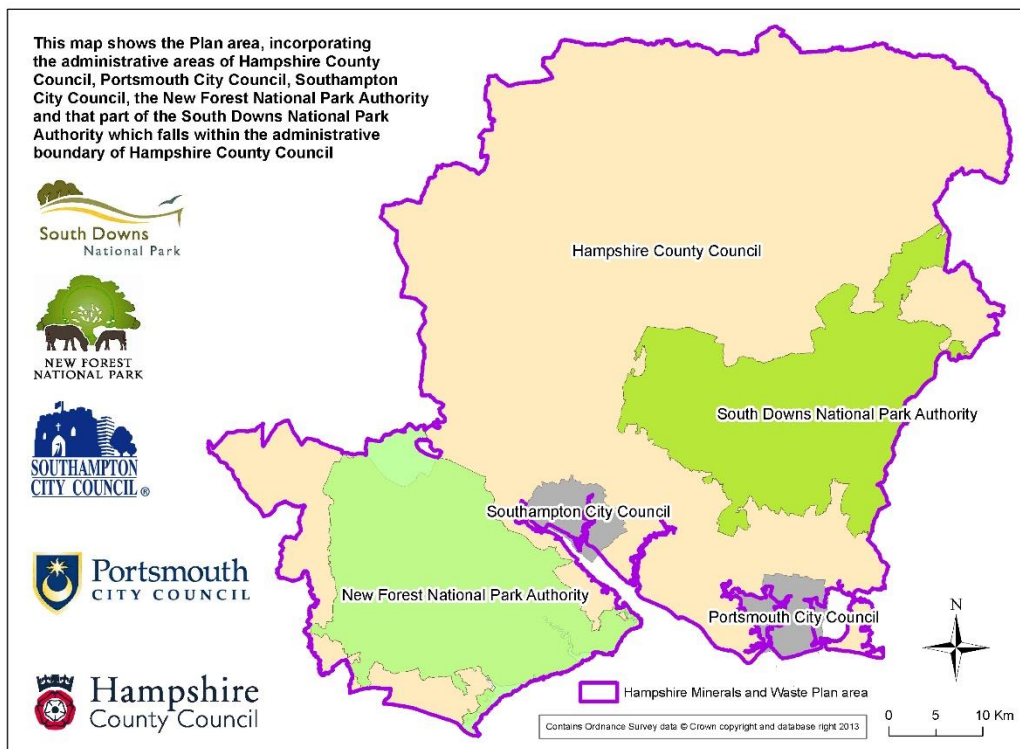 This map shows the Plan area, incorporating
the administrative areas of Hampshire County
Council, Portsmouth City Council, Southampton
City Council, the New Forest National Park Authority
and that part of the South Downs National Park
Authority which falls within the administrative
boundary of Hampshire County Council
South Downs
National Park
NEW FOREST
NATIONAL PARK
SOUTHAMPTON
CITY COUNCIL ®
Portsmouth
CITY COUNCIL
Hampshire
County Council
Hampshire County Council
South Downs National Park Authority
Southampton City Council
New Forest National Park Authority
Portsmouth City Council
N
Hampshire Minerals and Waste Plan area
Contains Ordnance Survey data © Crown copyright and database right 2013
0 5 10 Km